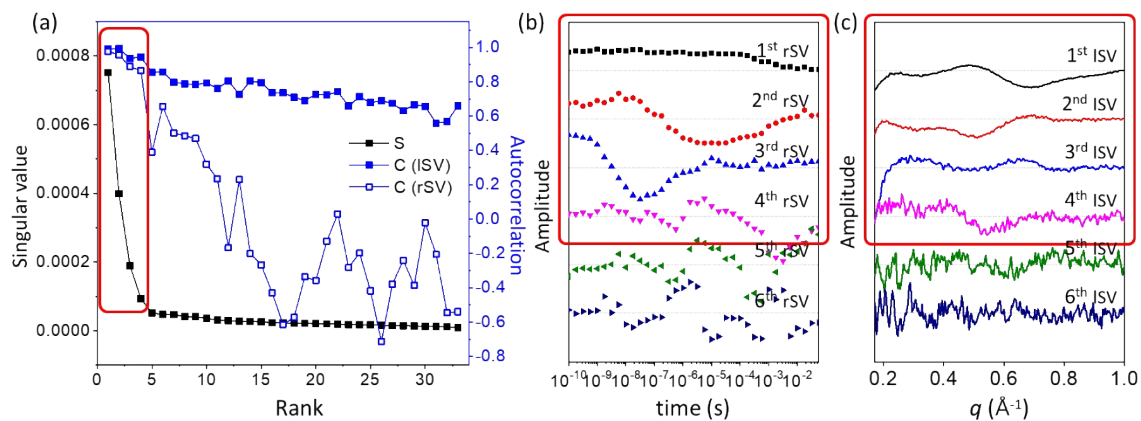 (a)
0.0008
0.0006
0.0004
0.0002
0.0000
Singular value
0
5
10
15
20
25
30
Rank
S
C (lSV)
C (rSV)
1.0
0.8
0.6
0.4
0.2
0.0
-0.2
-0.4
-0.6
-0.8
Autocorrelation
(b)
Amplitude
1st rSV
2nd rSV
3rd rSV
4th rSV
5th rSV
6th rSV
10-10
10-9
10-8
10-7
10-6
10-5
10-4
10-3
10-2
time (s)
(c)
Amplitude
1st lSV
2nd lSV
3rd lSV
4th lSV
5th lSV
6th lSV
0.2
0.4
0.6
0.8
1.0
q (Å-1)